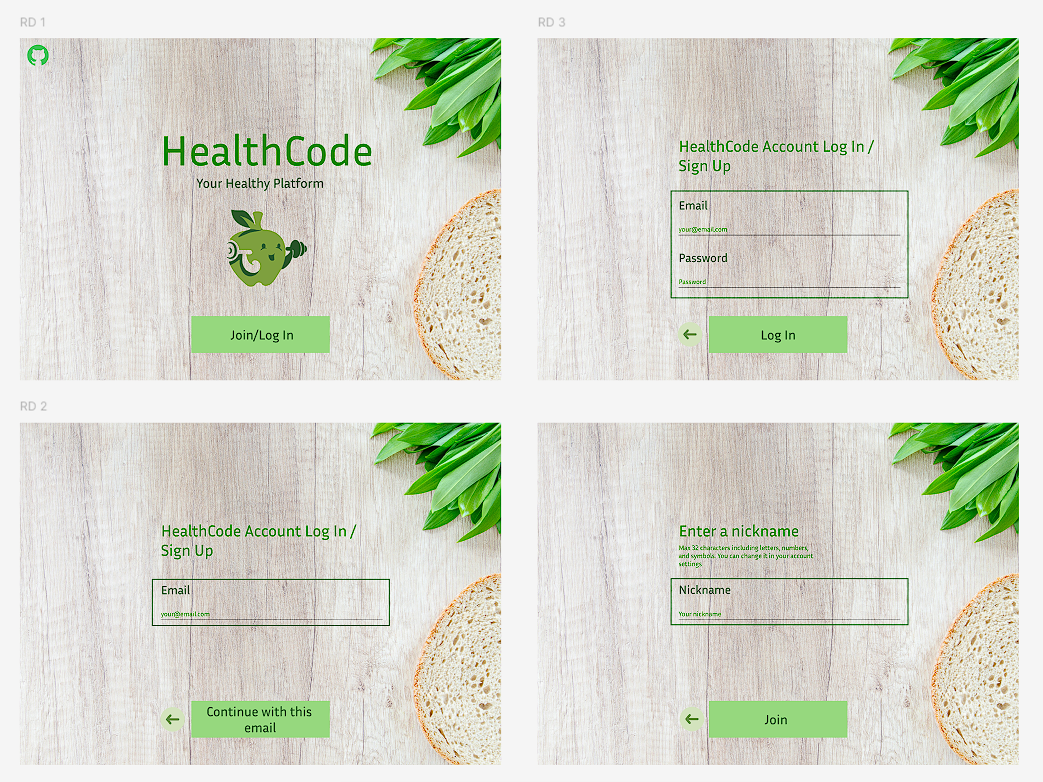 RD 1
HealthCode
Your Healthy Platform
Join/Log In
RD 3
HealthCode Account Log In /
Sign Up
Email
your@email.com
Password
Password
Log In
RD 2
HealthCode Account Log In /
Sign Up
Email
your@email.com
Continue with this
email
Enter a nickname
Max 32 characters including letters, numbers,
and symbols. You can change it in your account
settings
Nickname
Your nickname
Join